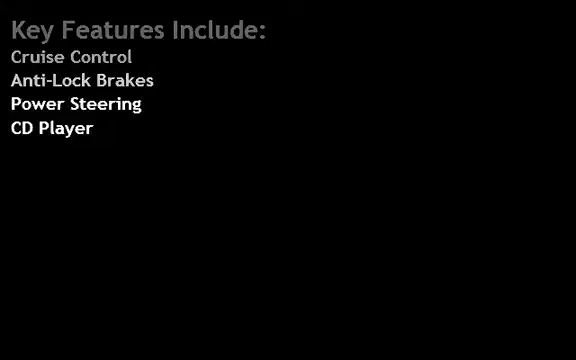 Key Features Include:
Cruise Control
Anti-Lock Brakes
Power Steering
CD Player